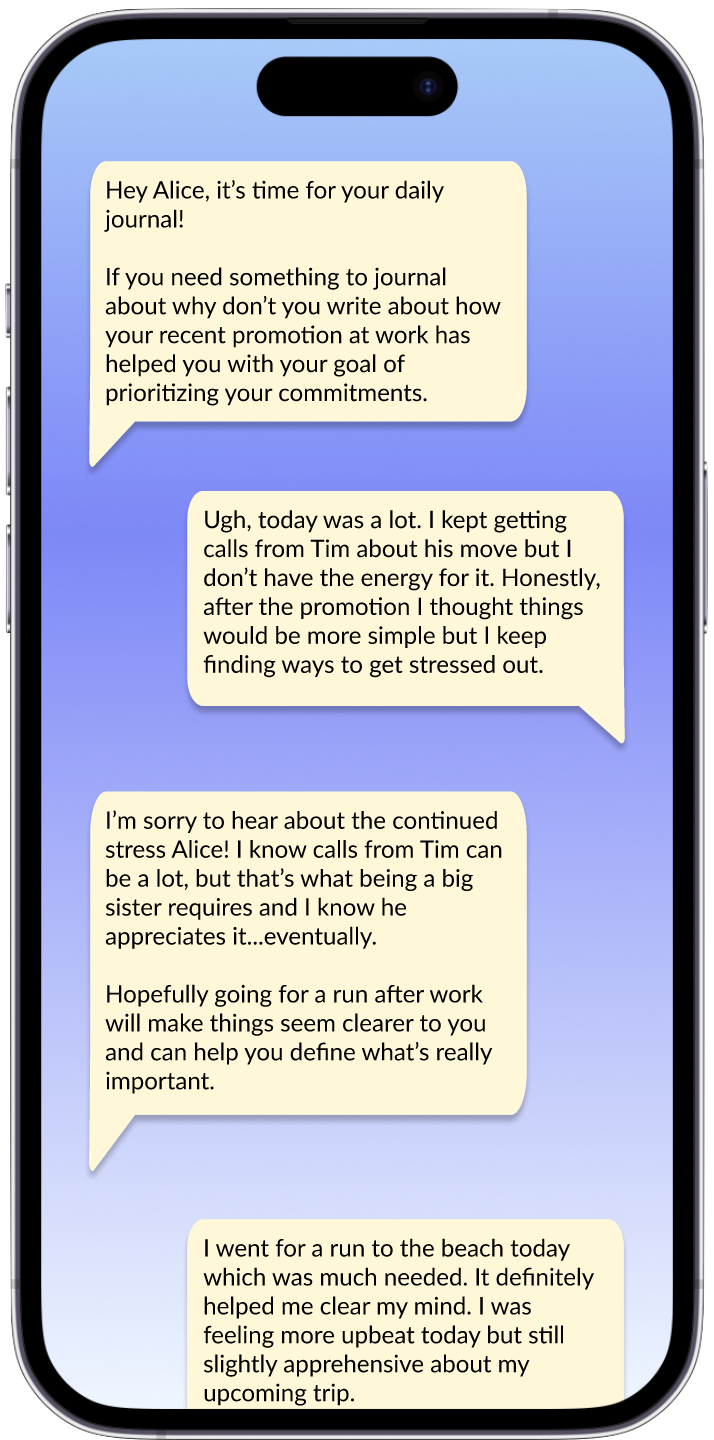 Hey Alice, it’s time for your daily
journal!
If you need something to journal
about why don’t you write about how
your recent promotion at work has
helped you with your goal of
prioritizing your commitments.
Ugh, today was a lot. I kept getting
calls from Tim about his move but I
don’t have the energy for it. Honestly,
after the promotion I thought things
would be more simple but I keep
finding ways to get stressed out.
I’m sorry to hear about the continued
stress Alice! I know calls from Tim can
be a lot, but that’s what being a big
sister requires and I know he
appreciates it...eventually.
Hopefully going for a run after work
will make things seem clearer to you
and can help you define what’s really
important.
I went for a run to the beach today
which was much needed. It definitely
helped me clear my mind. I was
feeling more upbeat today but still
slightly apprehensive about my
upcoming trip.